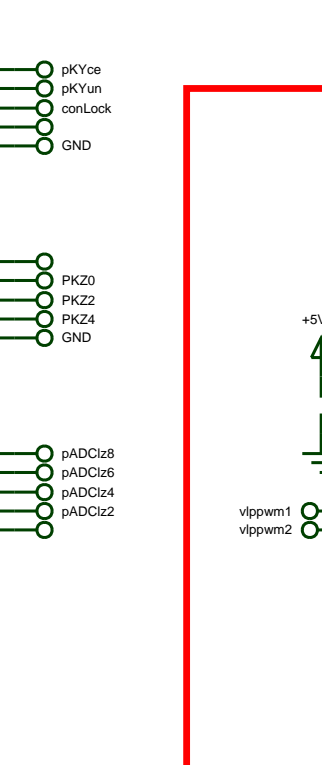 pKYce
pKYun
conLock
GND
PKZ0
PKZ2
PKZ4
GND
+5V
pADClz8
pADClz6
pADClz4
pADClz2
vlppwm1
vlppwm2